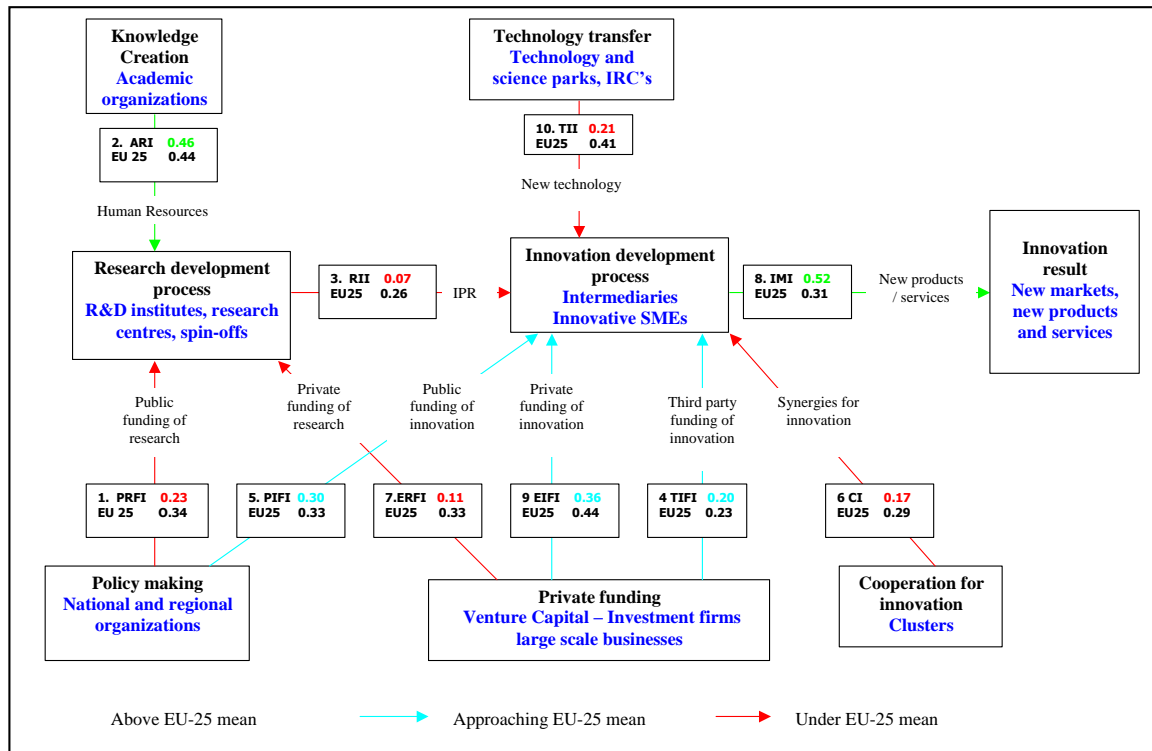 Knowledge
Creation
Academic
organizations
Technology transfer
Technology and
science parks, IRC's
2. ARI 0.46
EU 25 0.44
10. TII 0.21
EU25 0.41
Human Resources
New technology
Research development
process
R&D institutes, research
centres, spin-offs
3. RII 0.07
EU25 0.26
IPR
Innovation development
process
Intermediaries
Innovative SMEs
8. IMI 0.52
EU25 0.31
New products
/ services
Innovation
result
New markets,
new products
and services
Public
funding of
research
Private
funding of
research
Public
funding of
innovation
Private
funding of
innovation
Third party
funding of
innovation
Synergies for
innovation
1. PRFI 0.23
EU 25 O.34
5. PIFI 0.30
EU25 0.33
7.ERFI 0.11
EU25 0.33
9 EIFI 0.36
EU25 0.44
4 TIFI 0.20
EU25 0.23
6 CI 0.17
EU25 0.29
Policy making
National and regional
organizations
Private funding
Venture Capital – Investment firms
large scale businesses
Cooperation for
innovation
Clusters
Above EU-25 mean
Approaching EU-25 mean
Under EU-25 mean